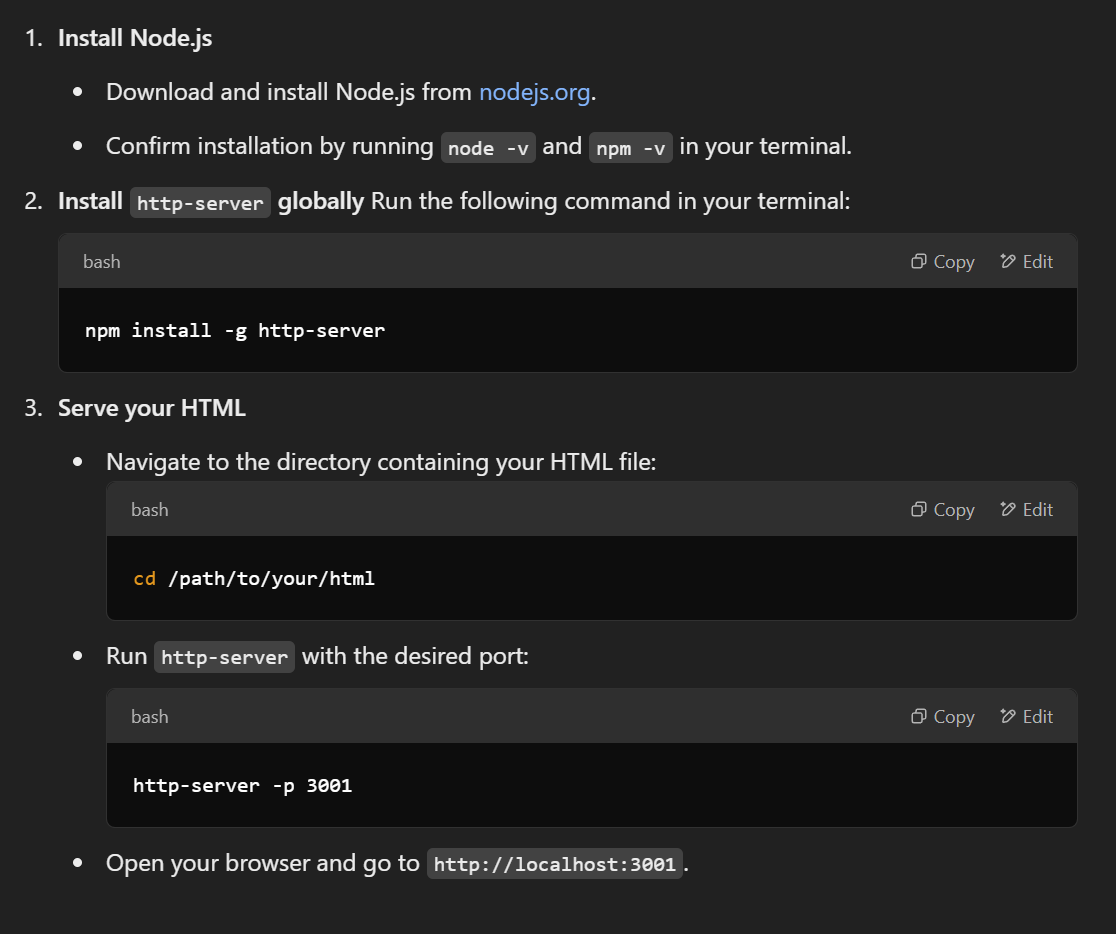 1. Install Node.js
• Download and install Node.js from nodejs.org.
• Confirm installation by running node -v and npm -v in your terminal.
2. Install http-server globally Run the following command in your terminal:
bash Copy Edit
npm install -g http-server
3. Serve your HTML
• Navigate to the directory containing your HTML file:
bash Copy Edit
cd /path/to/your/html
• Run http-server with the desired port:
bash Copy Edit
http-server -p 3001
• Open your browser and go to http://localhost:3001.